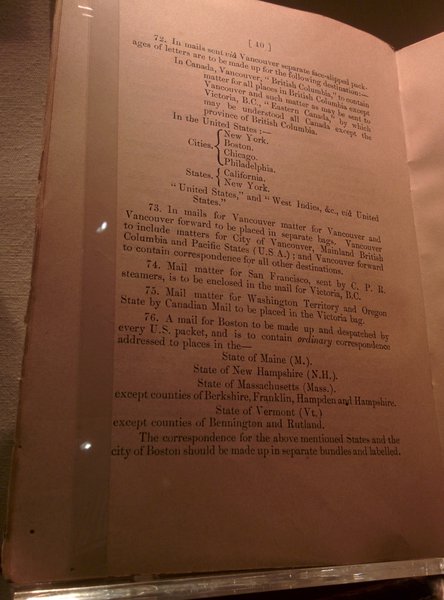 [ 40 ]
72. In mails sent viâ Vancouver separate face-slipped pack-
ages of letters are to be made up for the following destination:—
In Canada, Vancouver, "British Columbia," to contain
matter for all places in British Columbia except
Vancouver and such matter as may be sent to
Victoria, B.C., "Eastern Canada," by which
may be understood all Canada except the
province of British Columbia.
In the United States :—
Cities, { New York.
Boston.
Chicago.
Philadelphia.
States, { California.
New York.
"United States," and "West Indies, &c., viâ United
States."
73. In mails for Vancouver matter for Vancouver and
Vancouver forward to be placed in separate bags. Vancouver
to include matters for City of Vancouver, Mainland British
Columbia and Pacific States (U S A.) ; and Vancouver forward
to contain correspondence for all other destinations.
74. Mail matter for San Francisco, sent by C. P. R.
steamers, is to be enclosed in the mail for Victoria, B.C.
75. Mail matter for Washington Territory and Oregon
State by Canadian Mail to be placed in the Victoria bag.
76. A mail for Boston to be made up and despatched by
every U.S. packet, and is to contain ordinary correspondence
addressed to places in the—
State of Maine (M.).
State of New Hampshire (N.H.).
State of Massachusetts (Mass.).
except counties of Berkshire, Franklin, Hampden and Hampshire.
State of Vermont (Vt,)
except counties of Bennington and Rutland.
The correspondence for the above mentioned States and the
city of Boston should be made up in separate bundles and labelled.